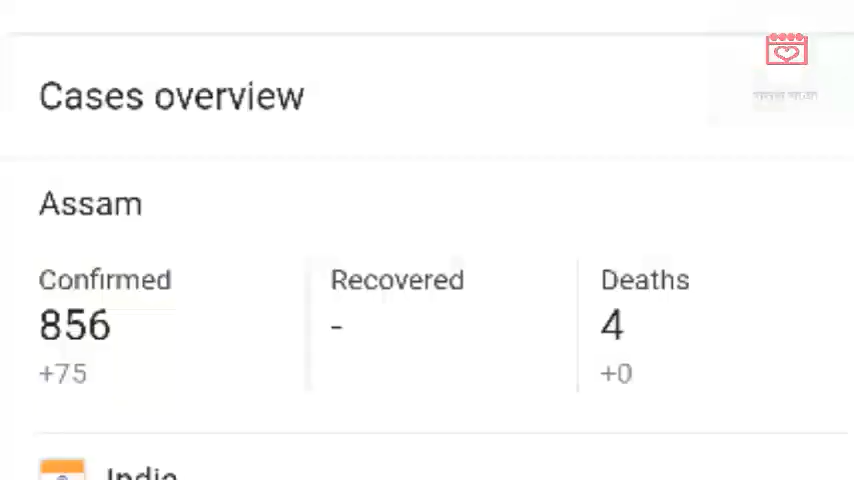 Cases overview
Assam
Confirmed Recovered Deaths
856 - 4
+75 +0